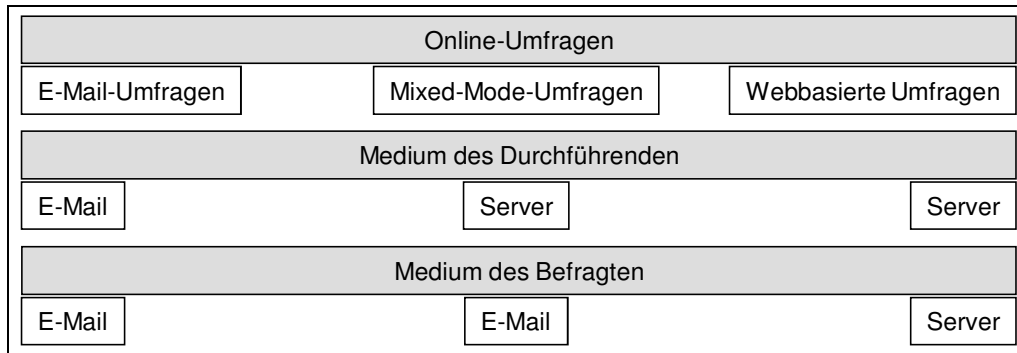 Online-Umfragen
E-Mail-Umfragen Mixed-Mode-Umfragen Webbasierte Umfragen
Medium des Durchführenden
E-Mail Server Server
Medium des Befragten
E-Mail E-Mail Server